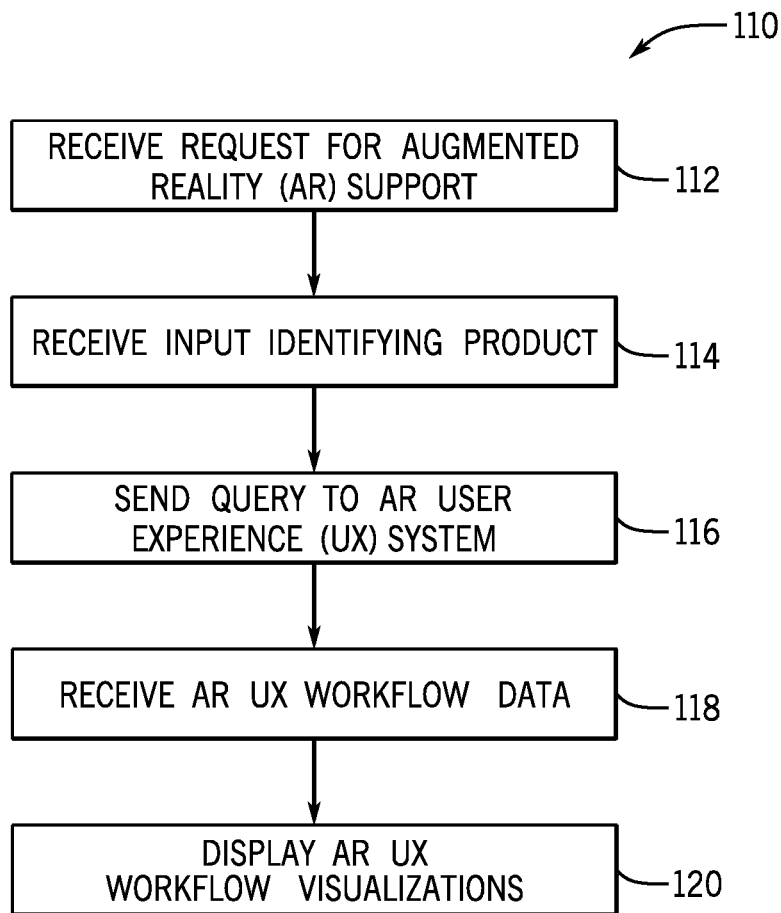 110
RECEIVE REQUEST FOR AUGMENTED
REALITY (AR) SUPPORT
112
RECEIVE INPUT IDENTIFYING PRODUCT
114
SEND QUERY TO AR USER
EXPERIENCE (UX) SYSTEM
116
RECEIVE AR UX WORKFLOW DATA
118
DISPLAY AR UX
WORKFLOW VISUALIZATIONS
120